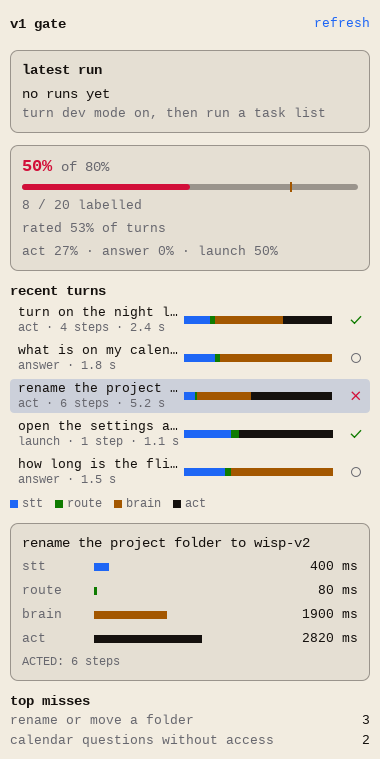 v1 gate refresh
latest run
no runs yet
turn dev mode on, then run a task list
50% of 80%
8 / 20 labelled
rated 53% of turns
act 27% · answer 0% · launch 50%
recent turns
turn on the night l…
act · 4 steps · 2.4 s
what is on my calen…
answer · 1.8 s
rename the project …
act · 6 steps · 5.2 s
open the settings a…
launch · 1 step · 1.1 s
how long is the fli…
answer · 1.5 s
stt route brain act
rename the project folder to wisp-v2
stt 400 ms
route 80 ms
brain 1900 ms
act 2820 ms
ACTED: 6 steps
top misses
rename or move a folder 3
calendar questions without access 2